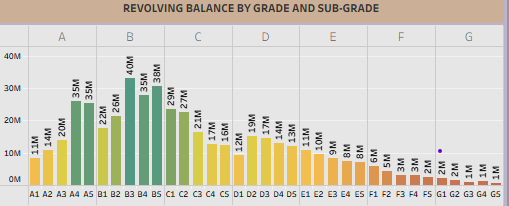 REVOLVING BALANCE BY GRADE AND SUB-GRADE
A B C D E F G
40M
30M
20M
10M
0M
11M 14M 20M 35M 35M 22M 26M 40M 35M 38M 29M 27M 21M 17M 16M 12M 19M 17M 14M 13M 11M 10M 9M 8M 8M 6M 5M 3M 3M 2M 2M 2M 1M 1M 1M
A1 A2 A3 A4 A5 B1 B2 B3 B4 B5 C1 C2 C3 C4 C5 D1 D2 D3 D4 D5 E1 E2 E3 E4 E5 F1 F2 F3 F4 F5 G1 G2 G3 G4 G5